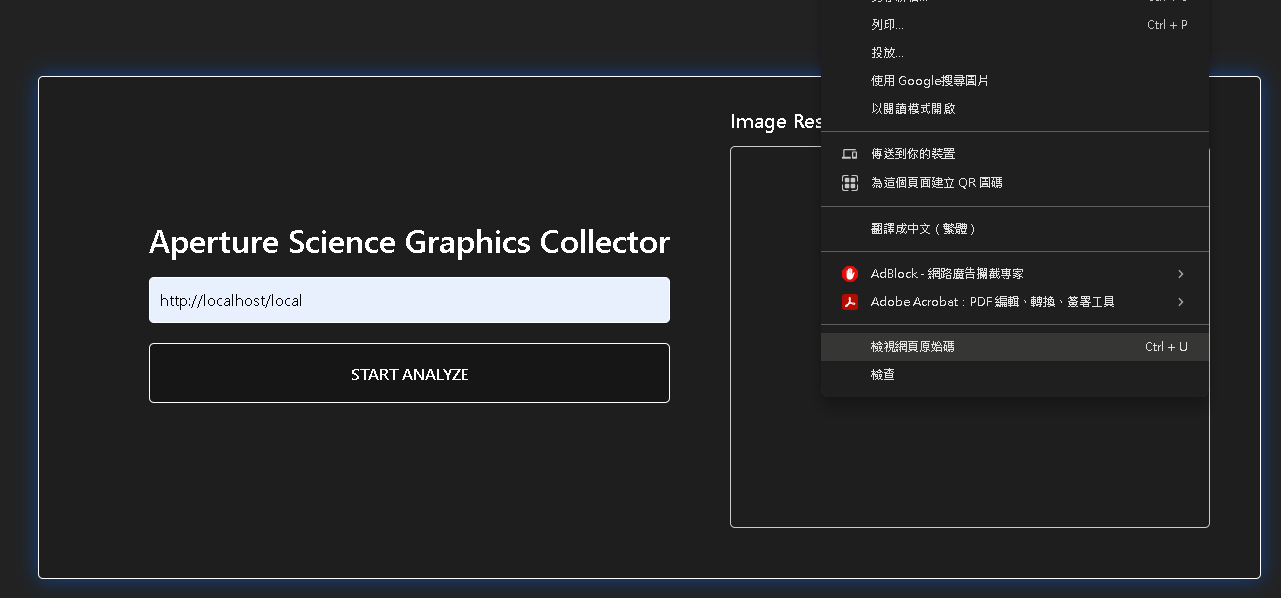 列印... Ctrl + P
投放...
使用 Google搜尋圖片
以閱讀模式開啟
Image Res
傳送到你的裝置
為這個頁面建立 QR 圖碼
翻譯成中文 ( 繁體 )
Aperture Science Graphics Collector
AdBlock - 網路廣告攔截專家
http://localhost/local
Adobe Acrobat：PDF 編輯、轉換、簽署工具
檢視網頁原始碼 Ctrl + U
START ANALYZE
檢查